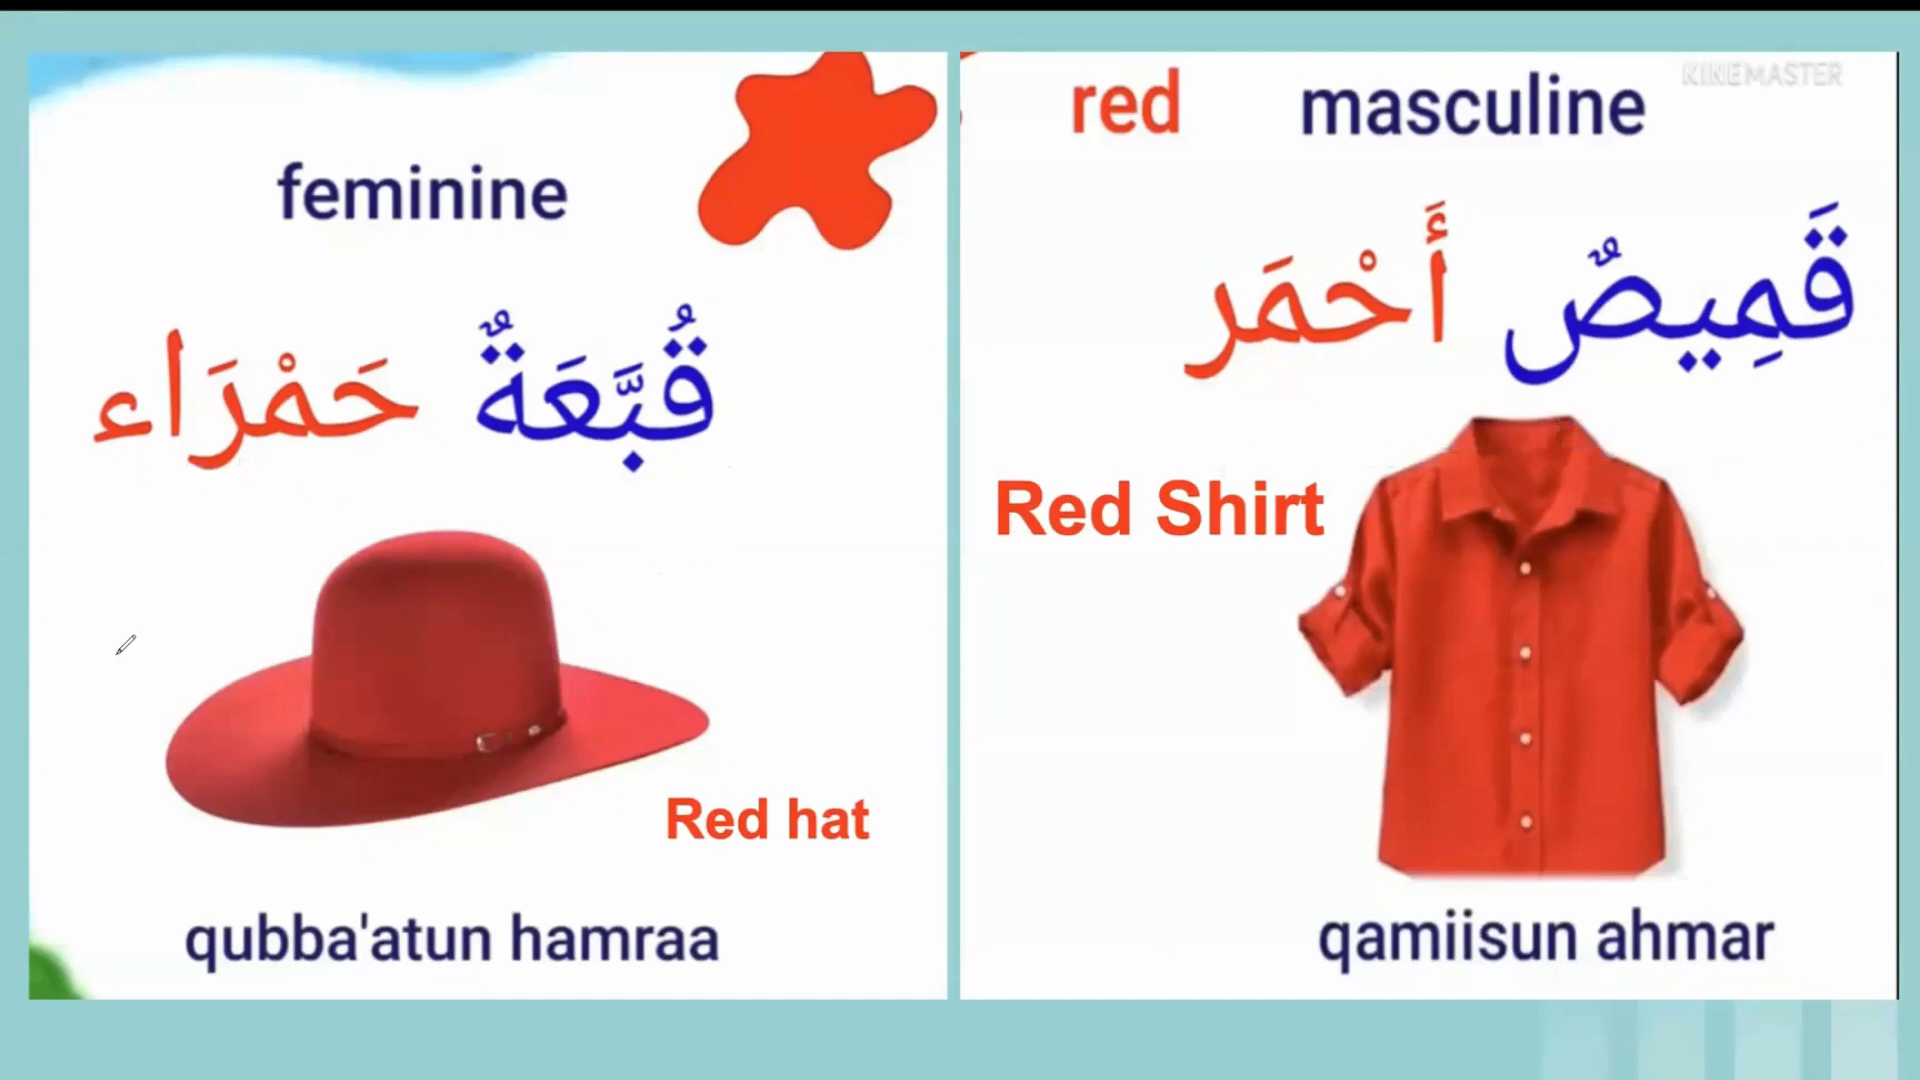 feminine
قُبَّعَةٌ حَمْرَاء
Red hat
qubba'atun hamraa
KINEMASTER
red masculine
قَمِيصٌ أَحْمَر
Red Shirt
qamiisun ahmar